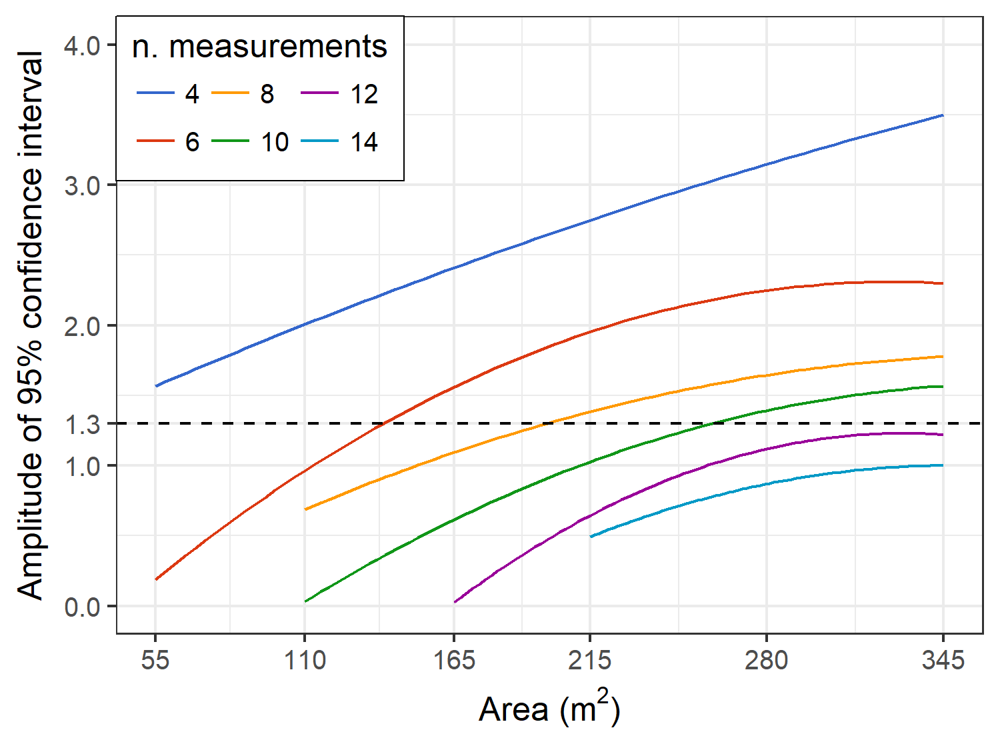 n. measurements
4 8 12
6 10 14
Amplitude of 95% confidence interval
4.0
3.0
2.0
1.3
1.0
0.0
55 110 165 215 280 345
Area (m²)